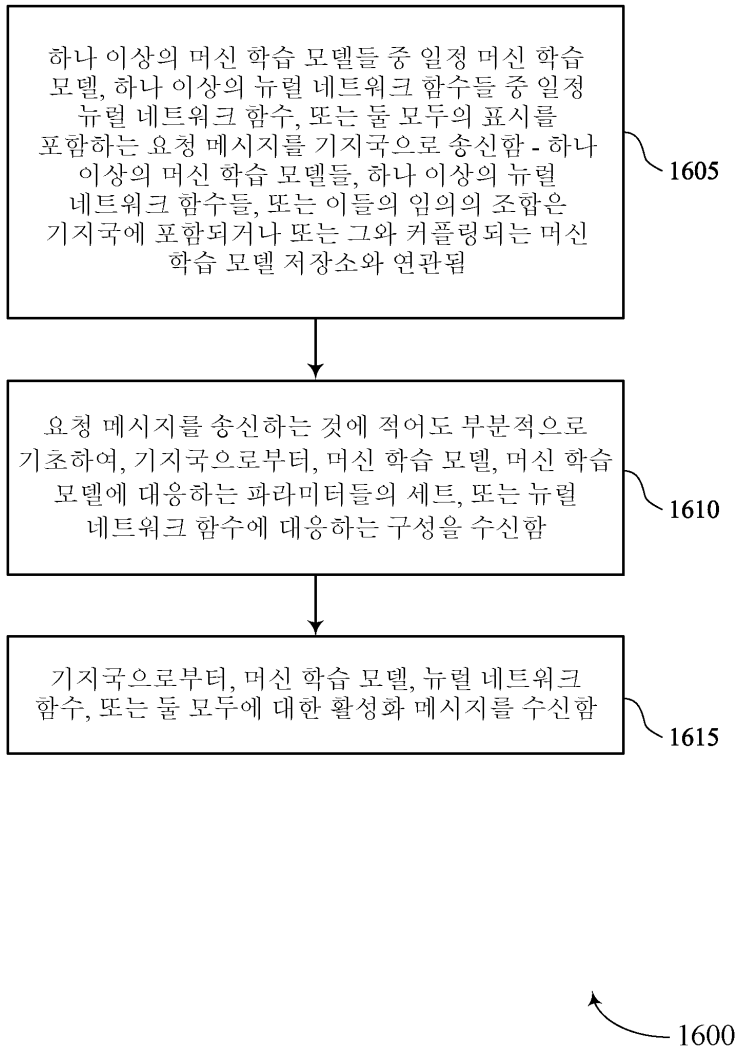 하나 이상의 머신 학습 모델들 중 일정 머신 학습
모델, 하나 이상의 뉴럴 네트워크 함수들 중 일정
뉴럴 네트워크 함수, 또는 둘 모두의 표시를
포함하는 요청 메시지를 기지국으로 송신함 - 하나
이상의 머신 학습 모델들, 하나 이상의 뉴럴
네트워크 함수들, 또는 이들의 임의의 조합은
기지국에 포함되거나 또는 그와 커플링되는 머신
학습 모델 저장소와 연관됨
1605
요청 메시지를 송신하는 것에 적어도 부분적으로
기초하여, 기지국으로부터, 머신 학습 모델, 머신 학습
모델에 대응하는 파라미터들의 세트, 또는 뉴럴
네트워크 함수에 대응하는 구성을 수신함
1610
기지국으로부터, 머신 학습 모델, 뉴럴 네트워크
함수, 또는 둘 모두에 대한 활성화 메시지를 수신함
1615
1600